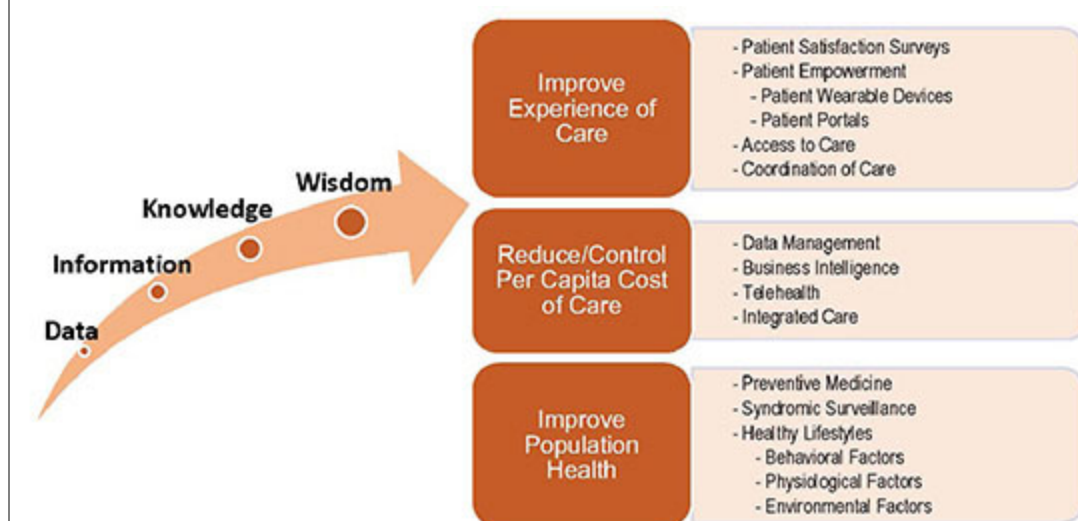 Wisdom
Knowledge
Information
Data
Improve
Experience of
Care
- Patient Satisfaction Surveys
- Patient Empowerment
- Patient Wearable Devices
- Patient Portals
- Access to Care
- Coordination of Care
Reduce/Control
Per Capita Cost
of Care
- Data Management
- Business Intelligence
- Telehealth
- Integrated Care
Improve
Population
Health
- Preventive Medicine
- Syndromic Surveillance
- Healthy Lifestyles
- Behavioral Factors
- Physiological Factors
- Environmental Factors